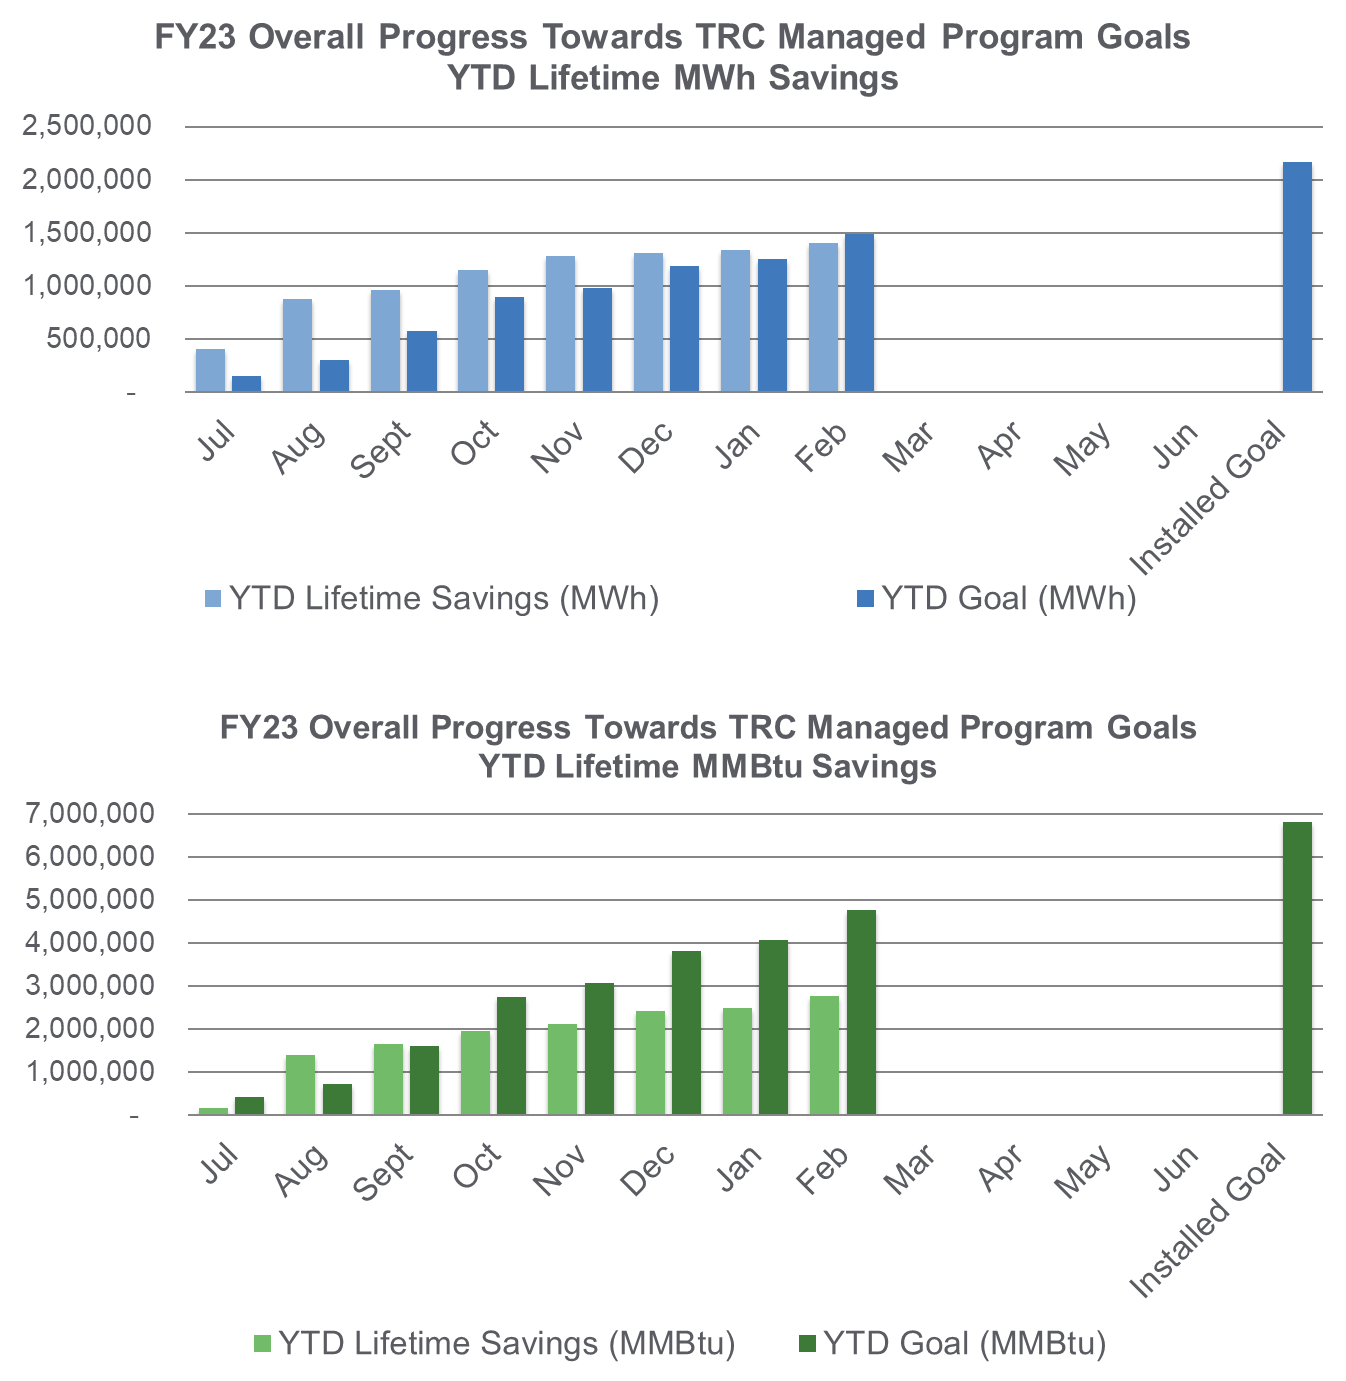 FY23 Overall Progress Towards TRC Managed Program Goals
YTD Lifetime MWh Savings
2,500,000
2,000,000
1,500,000
1,000,000
500,000
-
Jul Aug Sept Oct Nov Dec Jan Feb Mar Apr May Jun Installed Goal
YTD Lifetime Savings (MWh) YTD Goal (MWh)
FY23 Overall Progress Towards TRC Managed Program Goals
YTD Lifetime MMBtu Savings
7,000,000
6,000,000
5,000,000
4,000,000
3,000,000
2,000,000
1,000,000
-
Jul Aug Sept Oct Nov Dec Jan Feb Mar Apr May Jun Installed Goal
YTD Lifetime Savings (MMBtu) YTD Goal (MMBtu)